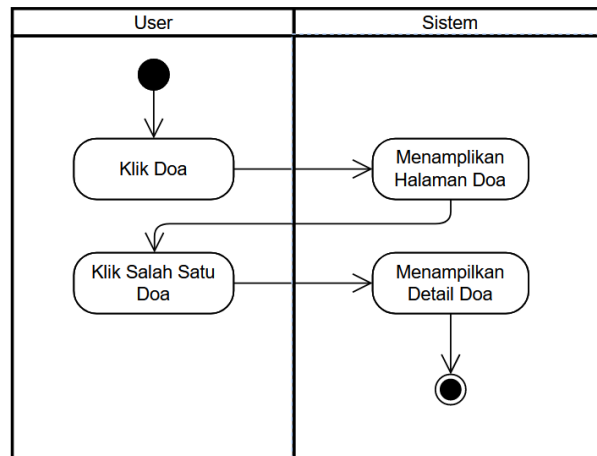 User
Sistem
Klik Doa
Menamplikan
Halaman Doa
Klik Salah Satu
Doa
Menampilkan
Detail Doa